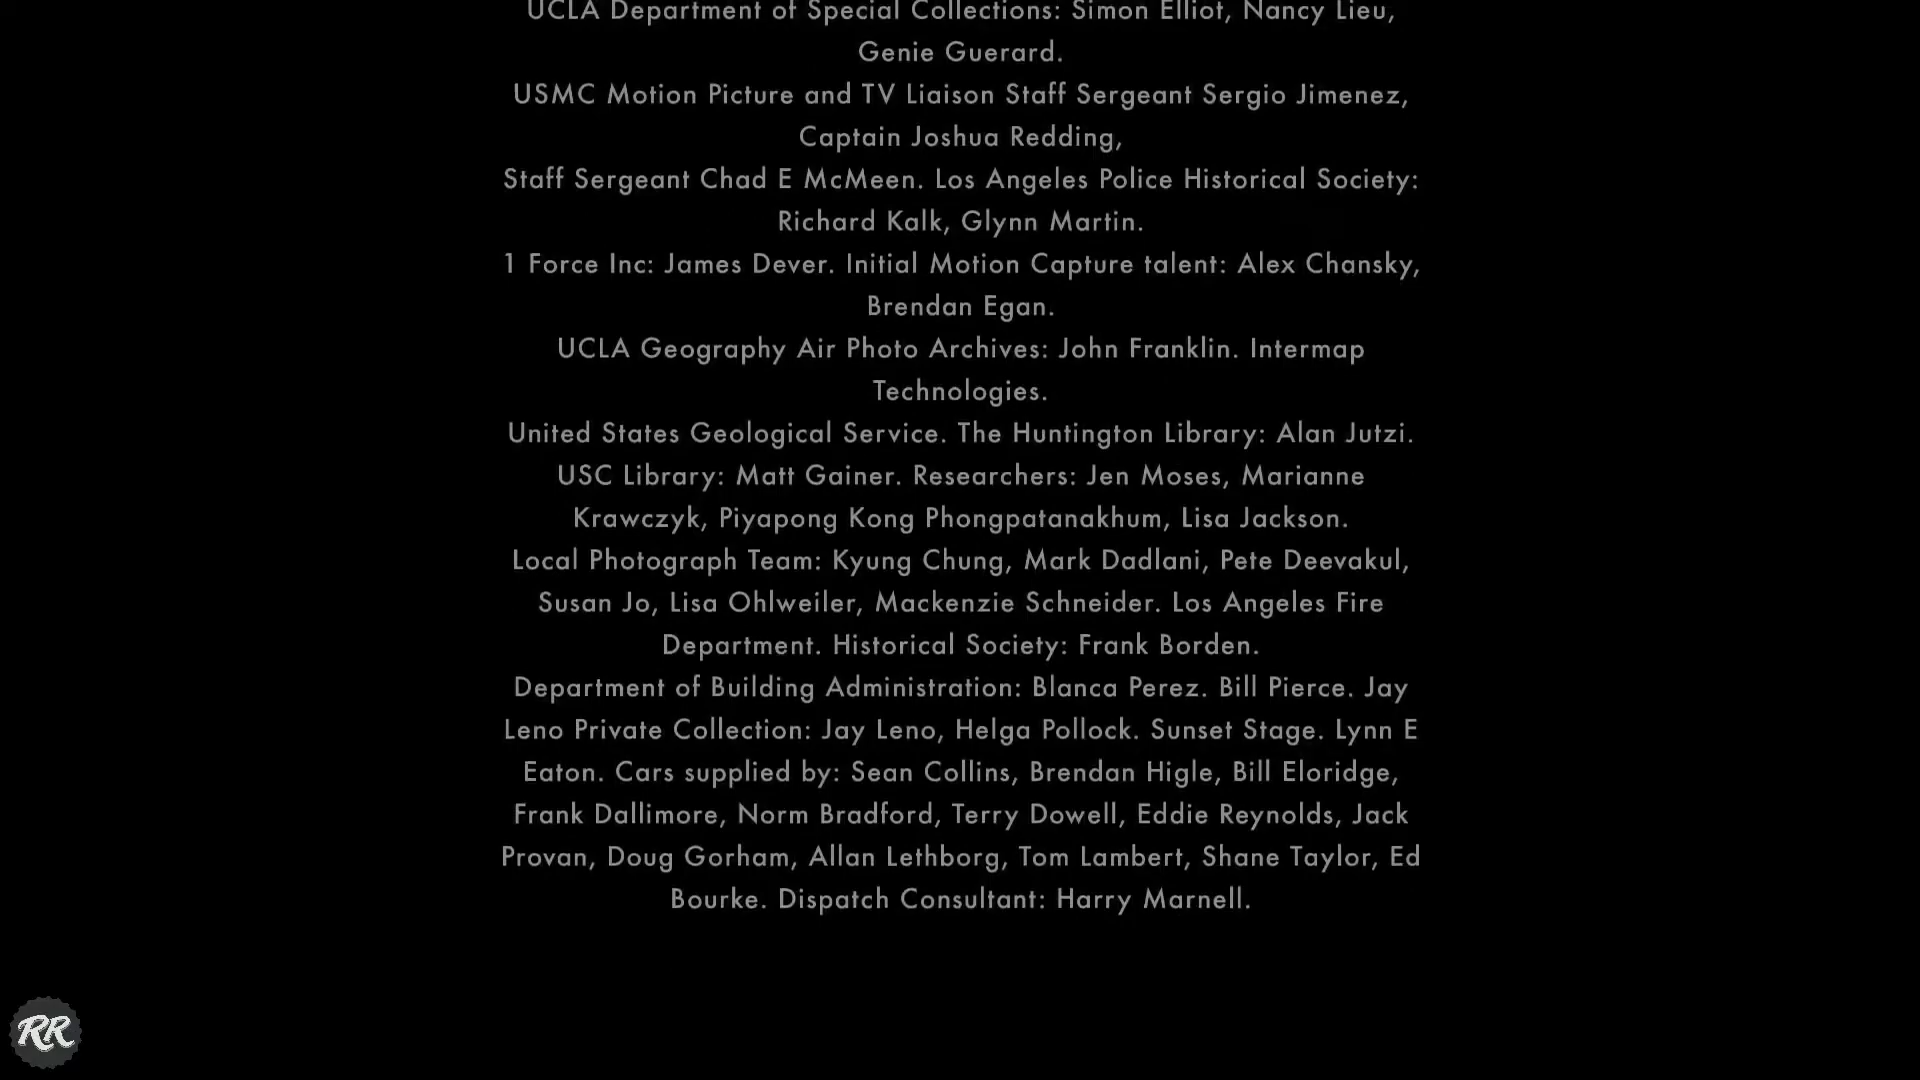 UCLA Department of Special Collections: Simon Elliot, Nancy Lieu,
Genie Guerard.
USMC Motion Picture and TV Liaison Staff Sergeant Sergio Jimenez,
Captain Joshua Redding,
Staff Sergeant Chad E McMeen. Los Angeles Police Historical Society:
Richard Kalk, Glynn Martin.
1 Force Inc: James Dever. Initial Motion Capture talent: Alex Chansky,
Brendan Egan.
UCLA Geography Air Photo Archives: John Franklin. Intermap
Technologies.
United States Geological Service. The Huntington Library: Alan Jutzi.
USC Library: Matt Gainer. Researchers: Jen Moses, Marianne
Krawczyk, Piyapong Kong Phongpatanakhum, Lisa Jackson.
Local Photograph Team: Kyung Chung, Mark Dadlani, Pete Deevakul,
Susan Jo, Lisa Ohlweiler, Mackenzie Schneider. Los Angeles Fire
Department. Historical Society: Frank Borden.
Department of Building Administration: Blanca Perez. Bill Pierce. Jay
Leno Private Collection: Jay Leno, Helga Pollock. Sunset Stage. Lynn E
Eaton. Cars supplied by: Sean Collins, Brendan Higle, Bill Eloridge,
Frank Dallimore, Norm Bradford, Terry Dowell, Eddie Reynolds, Jack
Provan, Doug Gorham, Allan Lethborg, Tom Lambert, Shane Taylor, Ed
Bourke. Dispatch Consultant: Harry Marnell.
RR